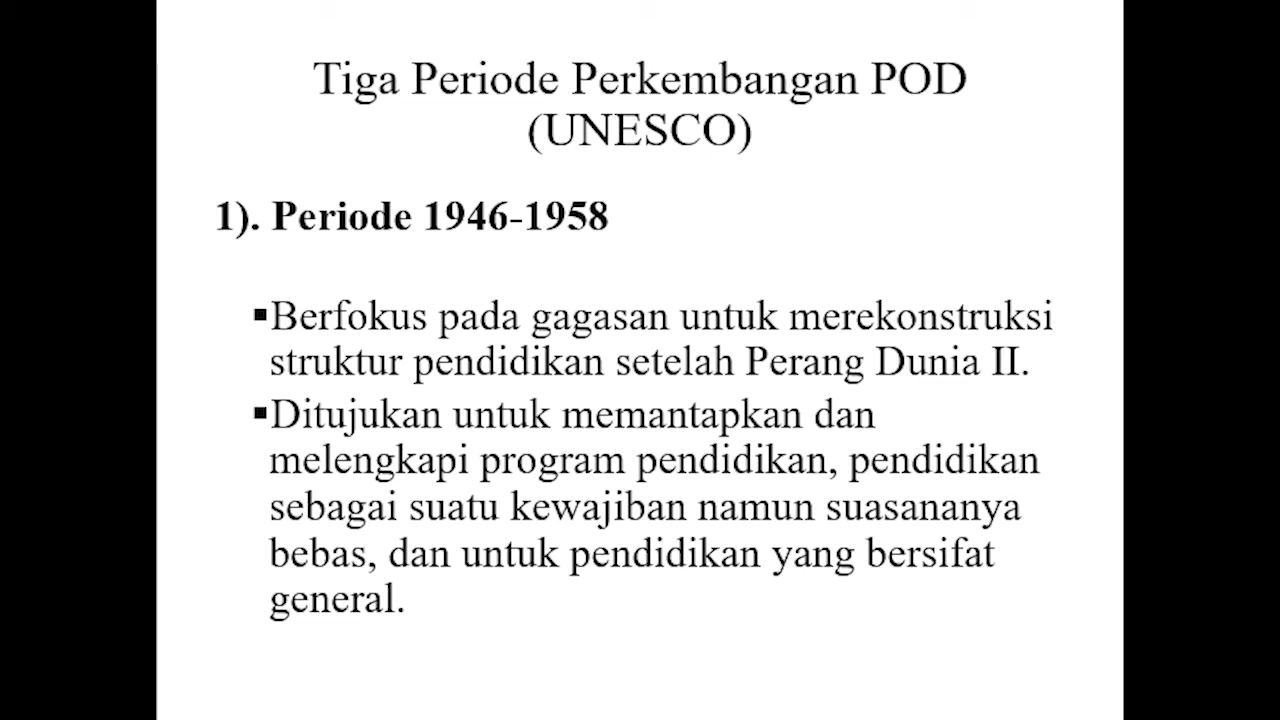 Tiga Periode Perkembangan POD
(UNESCO)
1). Periode 1946-1958
▪Berfokus pada gagasan untuk merekonstruksi
struktur pendidikan setelah Perang Dunia II.
▪Ditujukan untuk memantapkan dan
melengkapi program pendidikan, pendidikan
sebagai suatu kewajiban namun suasananya
bebas, dan untuk pendidikan yang bersifat
general.